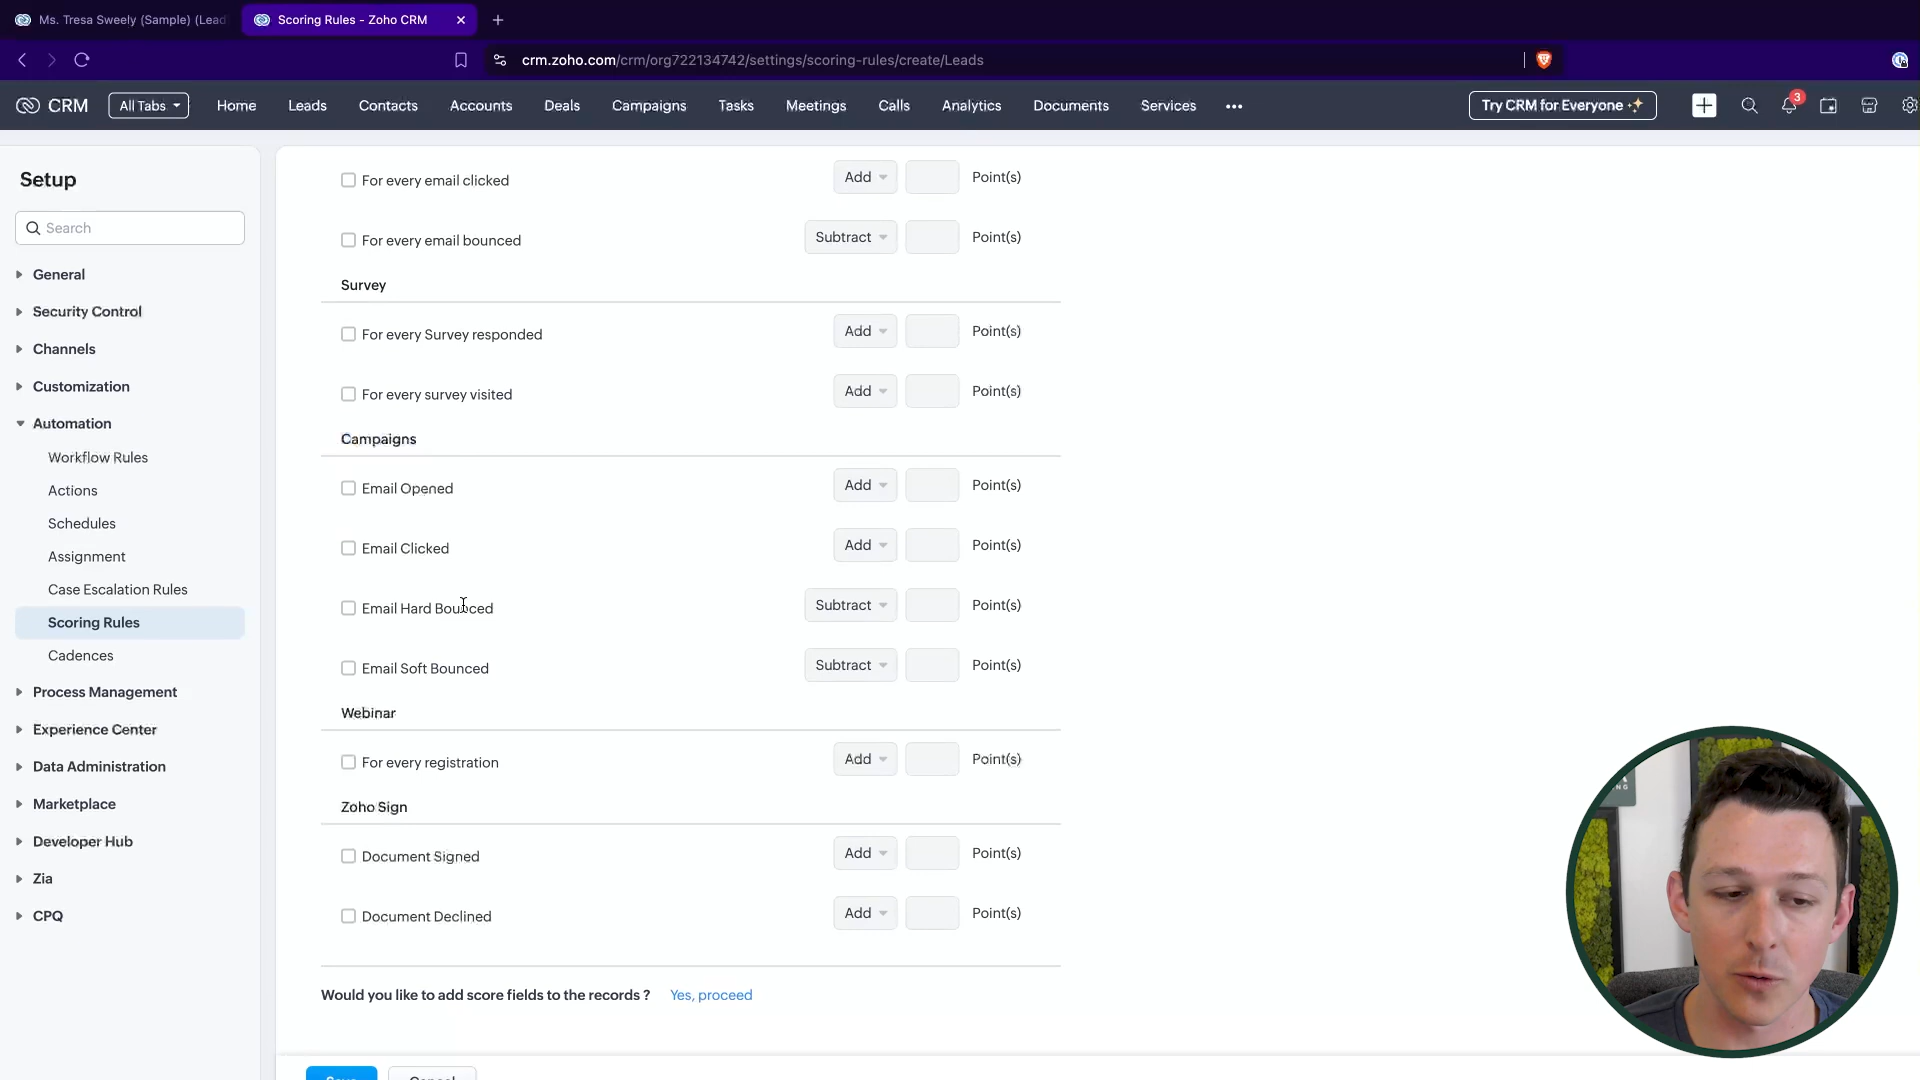 Ms. Tresa Sweely (Sample) (Lead
Scoring Rules - Zoho CRM
crm.zoho.com/crm/org722134742/settings/scoring-rules/create/Leads
CRM
All Tabs
Home
Leads
Contacts
Accounts
Deals
Campaigns
Tasks
Meetings
Calls
Analytics
Documents
Services
Try CRM for Everyone
3
Setup
Search
General
Security Control
Channels
Customization
Automation
Workflow Rules
Actions
Schedules
Assignment
Case Escalation Rules
Scoring Rules
Cadences
Process Management
Experience Center
Data Administration
Marketplace
Developer Hub
Zia
CPQ
For every email clicked Add Point(s)
For every email bounced Subtract Point(s)
Survey
For every Survey responded Add Point(s)
For every survey visited Add Point(s)
Campaigns
Email Opened Add Point(s)
Email Clicked Add Point(s)
Email Hard Bounced Subtract Point(s)
Email Soft Bounced Subtract Point(s)
Webinar
For every registration Add Point(s)
Zoho Sign
Document Signed Add Point(s)
Document Declined Add Point(s)
Would you like to add score fields to the records ? Yes, proceed
Save Cancel